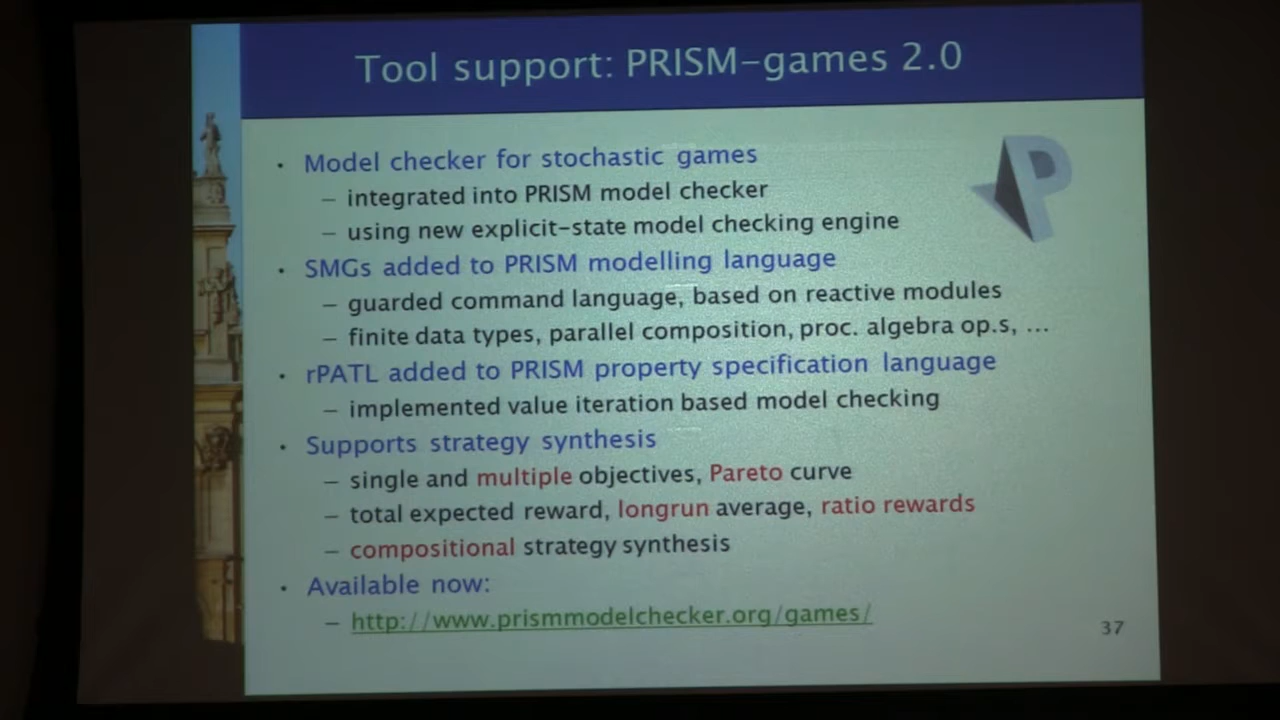 Tool support: PRISM-games 2.0
· Model checker for stochastic games
– integrated into PRISM model checker
– using new explicit-state model checking engine
· SMGs added to PRISM modelling language
– guarded command language, based on reactive modules
– finite data types, parallel composition, proc. algebra op.s, ...
· rPATL added to PRISM property specification language
– implemented value iteration based model checking
· Supports strategy synthesis
– single and multiple objectives, Pareto curve
– total expected reward, longrun average, ratio rewards
– compositional strategy synthesis
· Available now:
– http://www.prismmodelchecker.org/games/
37
P